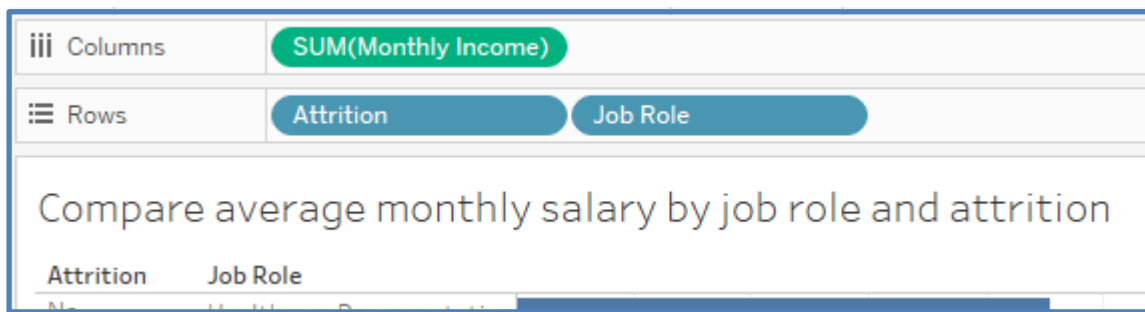 Columns SUM(Monthly Income)
Rows Attrition Job Role
Compare average monthly salary by job role and attrition
Attrition Job Role
No